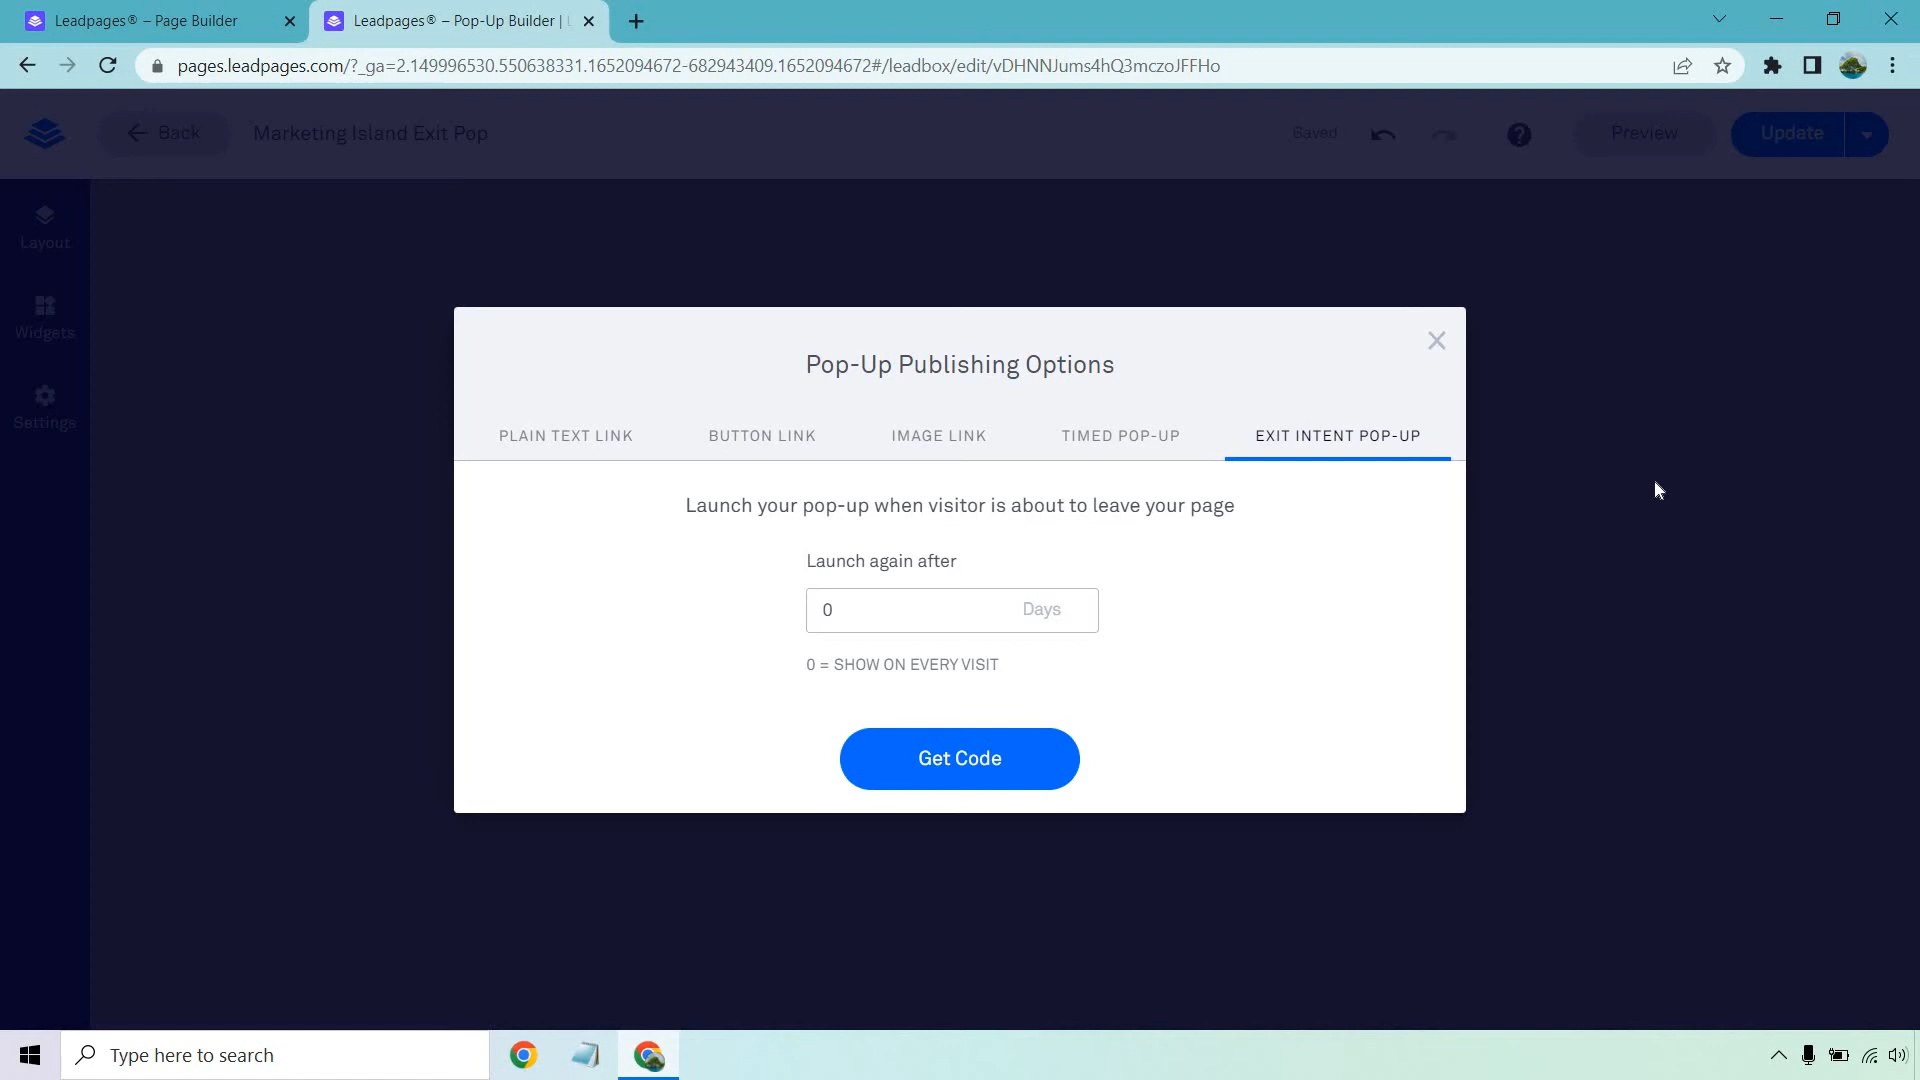 Leadpages® – Page Builder
Leadpages® – Pop-Up Builder |
pages.leadpages.com/?_ga=2.149996530.550638331.1652094672-682943409.1652094672#/leadbox/edit/vDHNNJums4hQ3mczoJFFHo
Back
Marketing Island Exit Pop
Saved
?
Preview
Update
Layout
Widgets
Settings
Pop-Up Publishing Options
PLAIN TEXT LINK
BUTTON LINK
IMAGE LINK
TIMED POP-UP
EXIT INTENT POP-UP
Launch your pop-up when visitor is about to leave your page
Launch again after
0 Days
0 = SHOW ON EVERY VISIT
Get Code
Type here to search